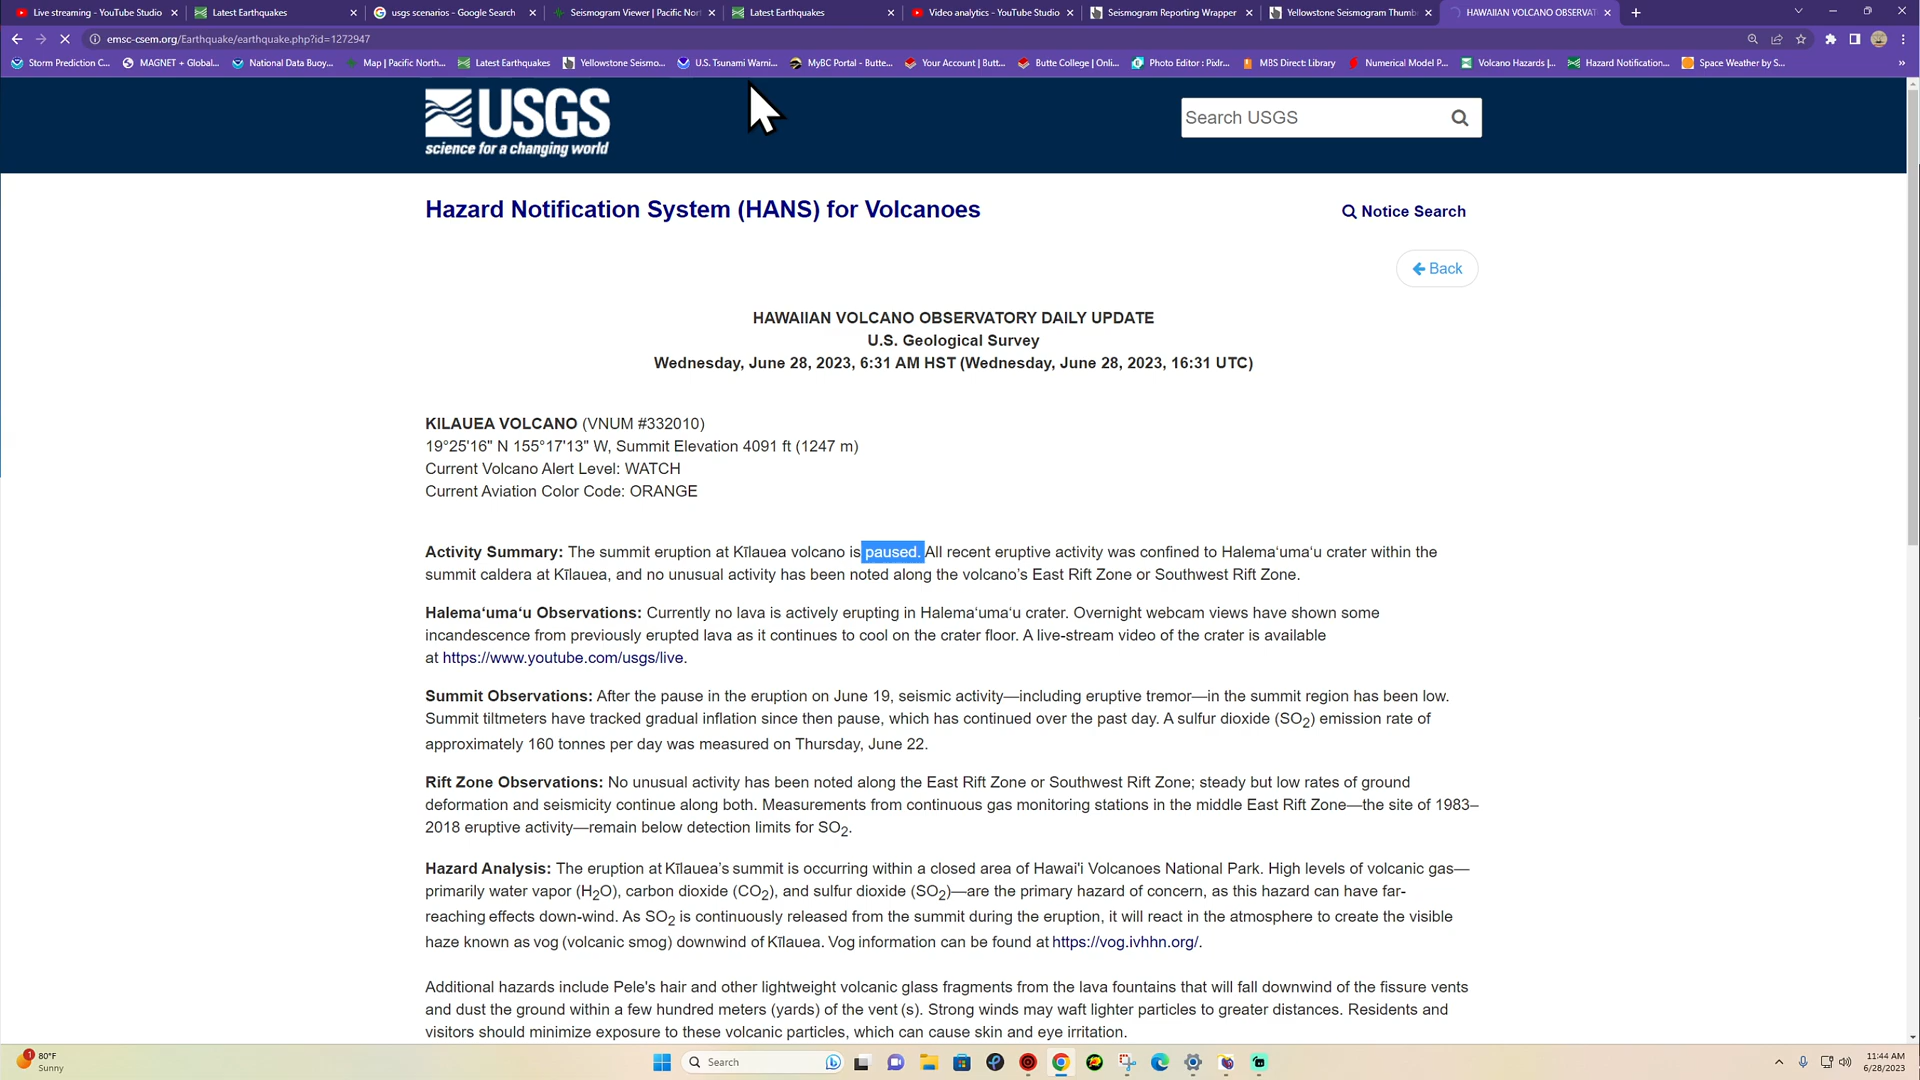 Live streaming - YouTube Studio
Latest Earthquakes
usgs scenarios - Google Search
Seismogram Viewer | Pacific Nor
Latest Earthquakes
Video analytics - YouTube Studio
Seismogram Reporting Wrapper
Yellowstone Seismogram Thumb
HAWAIIAN VOLCANO OBSERVAT
emsc-csem.org/Earthquake/earthquake.php?id=1272947
Storm Prediction C...
MAGNET + Global...
National Data Buoy...
Map | Pacific North...
Latest Earthquakes
Yellowstone Seismo...
U.S. Tsunami Warni...
MyBC Portal - Butte...
Your Account | Butt...
Butte College | Onli...
Photo Editor : Pixlr...
MBS Direct: Library
Numerical Model P...
Volcano Hazards |...
Hazard Notification...
Space Weather by S...
»
USGS
science for a changing world
Search USGS
Hazard Notification System (HANS) for Volcanoes
Notice Search
Back
HAWAIIAN VOLCANO OBSERVATORY DAILY UPDATE
U.S. Geological Survey
Wednesday, June 28, 2023, 6:31 AM HST (Wednesday, June 28, 2023, 16:31 UTC)
KILAUEA VOLCANO (VNUM #332010)
19°25'16" N 155°17'13" W, Summit Elevation 4091 ft (1247 m)
Current Volcano Alert Level: WATCH
Current Aviation Color Code: ORANGE
Activity Summary: The summit eruption at Kīlauea volcano is paused. All recent eruptive activity was confined to Halemaʻumaʻu crater within the
summit caldera at Kīlauea, and no unusual activity has been noted along the volcano’s East Rift Zone or Southwest Rift Zone.
Halemaʻumaʻu Observations: Currently no lava is actively erupting in Halemaʻumaʻu crater. Overnight webcam views have shown some
incandescence from previously erupted lava as it continues to cool on the crater floor. A live-stream video of the crater is available
at https://www.youtube.com/usgs/live.
Summit Observations: After the pause in the eruption on June 19, seismic activity—including eruptive tremor—in the summit region has been low.
Summit tiltmeters have tracked gradual inflation since then pause, which has continued over the past day. A sulfur dioxide (SO2) emission rate of
approximately 160 tonnes per day was measured on Thursday, June 22.
Rift Zone Observations: No unusual activity has been noted along the East Rift Zone or Southwest Rift Zone; steady but low rates of ground
deformation and seismicity continue along both. Measurements from continuous gas monitoring stations in the middle East Rift Zone—the site of 1983–
2018 eruptive activity—remain below detection limits for SO2.
Hazard Analysis: The eruption at Kīlauea’s summit is occurring within a closed area of Hawai'i Volcanoes National Park. High levels of volcanic gas—
primarily water vapor (H2O), carbon dioxide (CO2), and sulfur dioxide (SO2)—are the primary hazard of concern, as this hazard can have far-
reaching effects down-wind. As SO2 is continuously released from the summit during the eruption, it will react in the atmosphere to create the visible
haze known as vog (volcanic smog) downwind of Kīlauea. Vog information can be found at https://vog.ivhhn.org/.
Additional hazards include Pele's hair and other lightweight volcanic glass fragments from the lava fountains that will fall downwind of the fissure vents
and dust the ground within a few hundred meters (yards) of the vent (s). Strong winds may waft lighter particles to greater distances. Residents and
visitors should minimize exposure to these volcanic particles, which can cause skin and eye irritation.
1
80°F
Sunny
Search
11:44 AM
6/28/2023